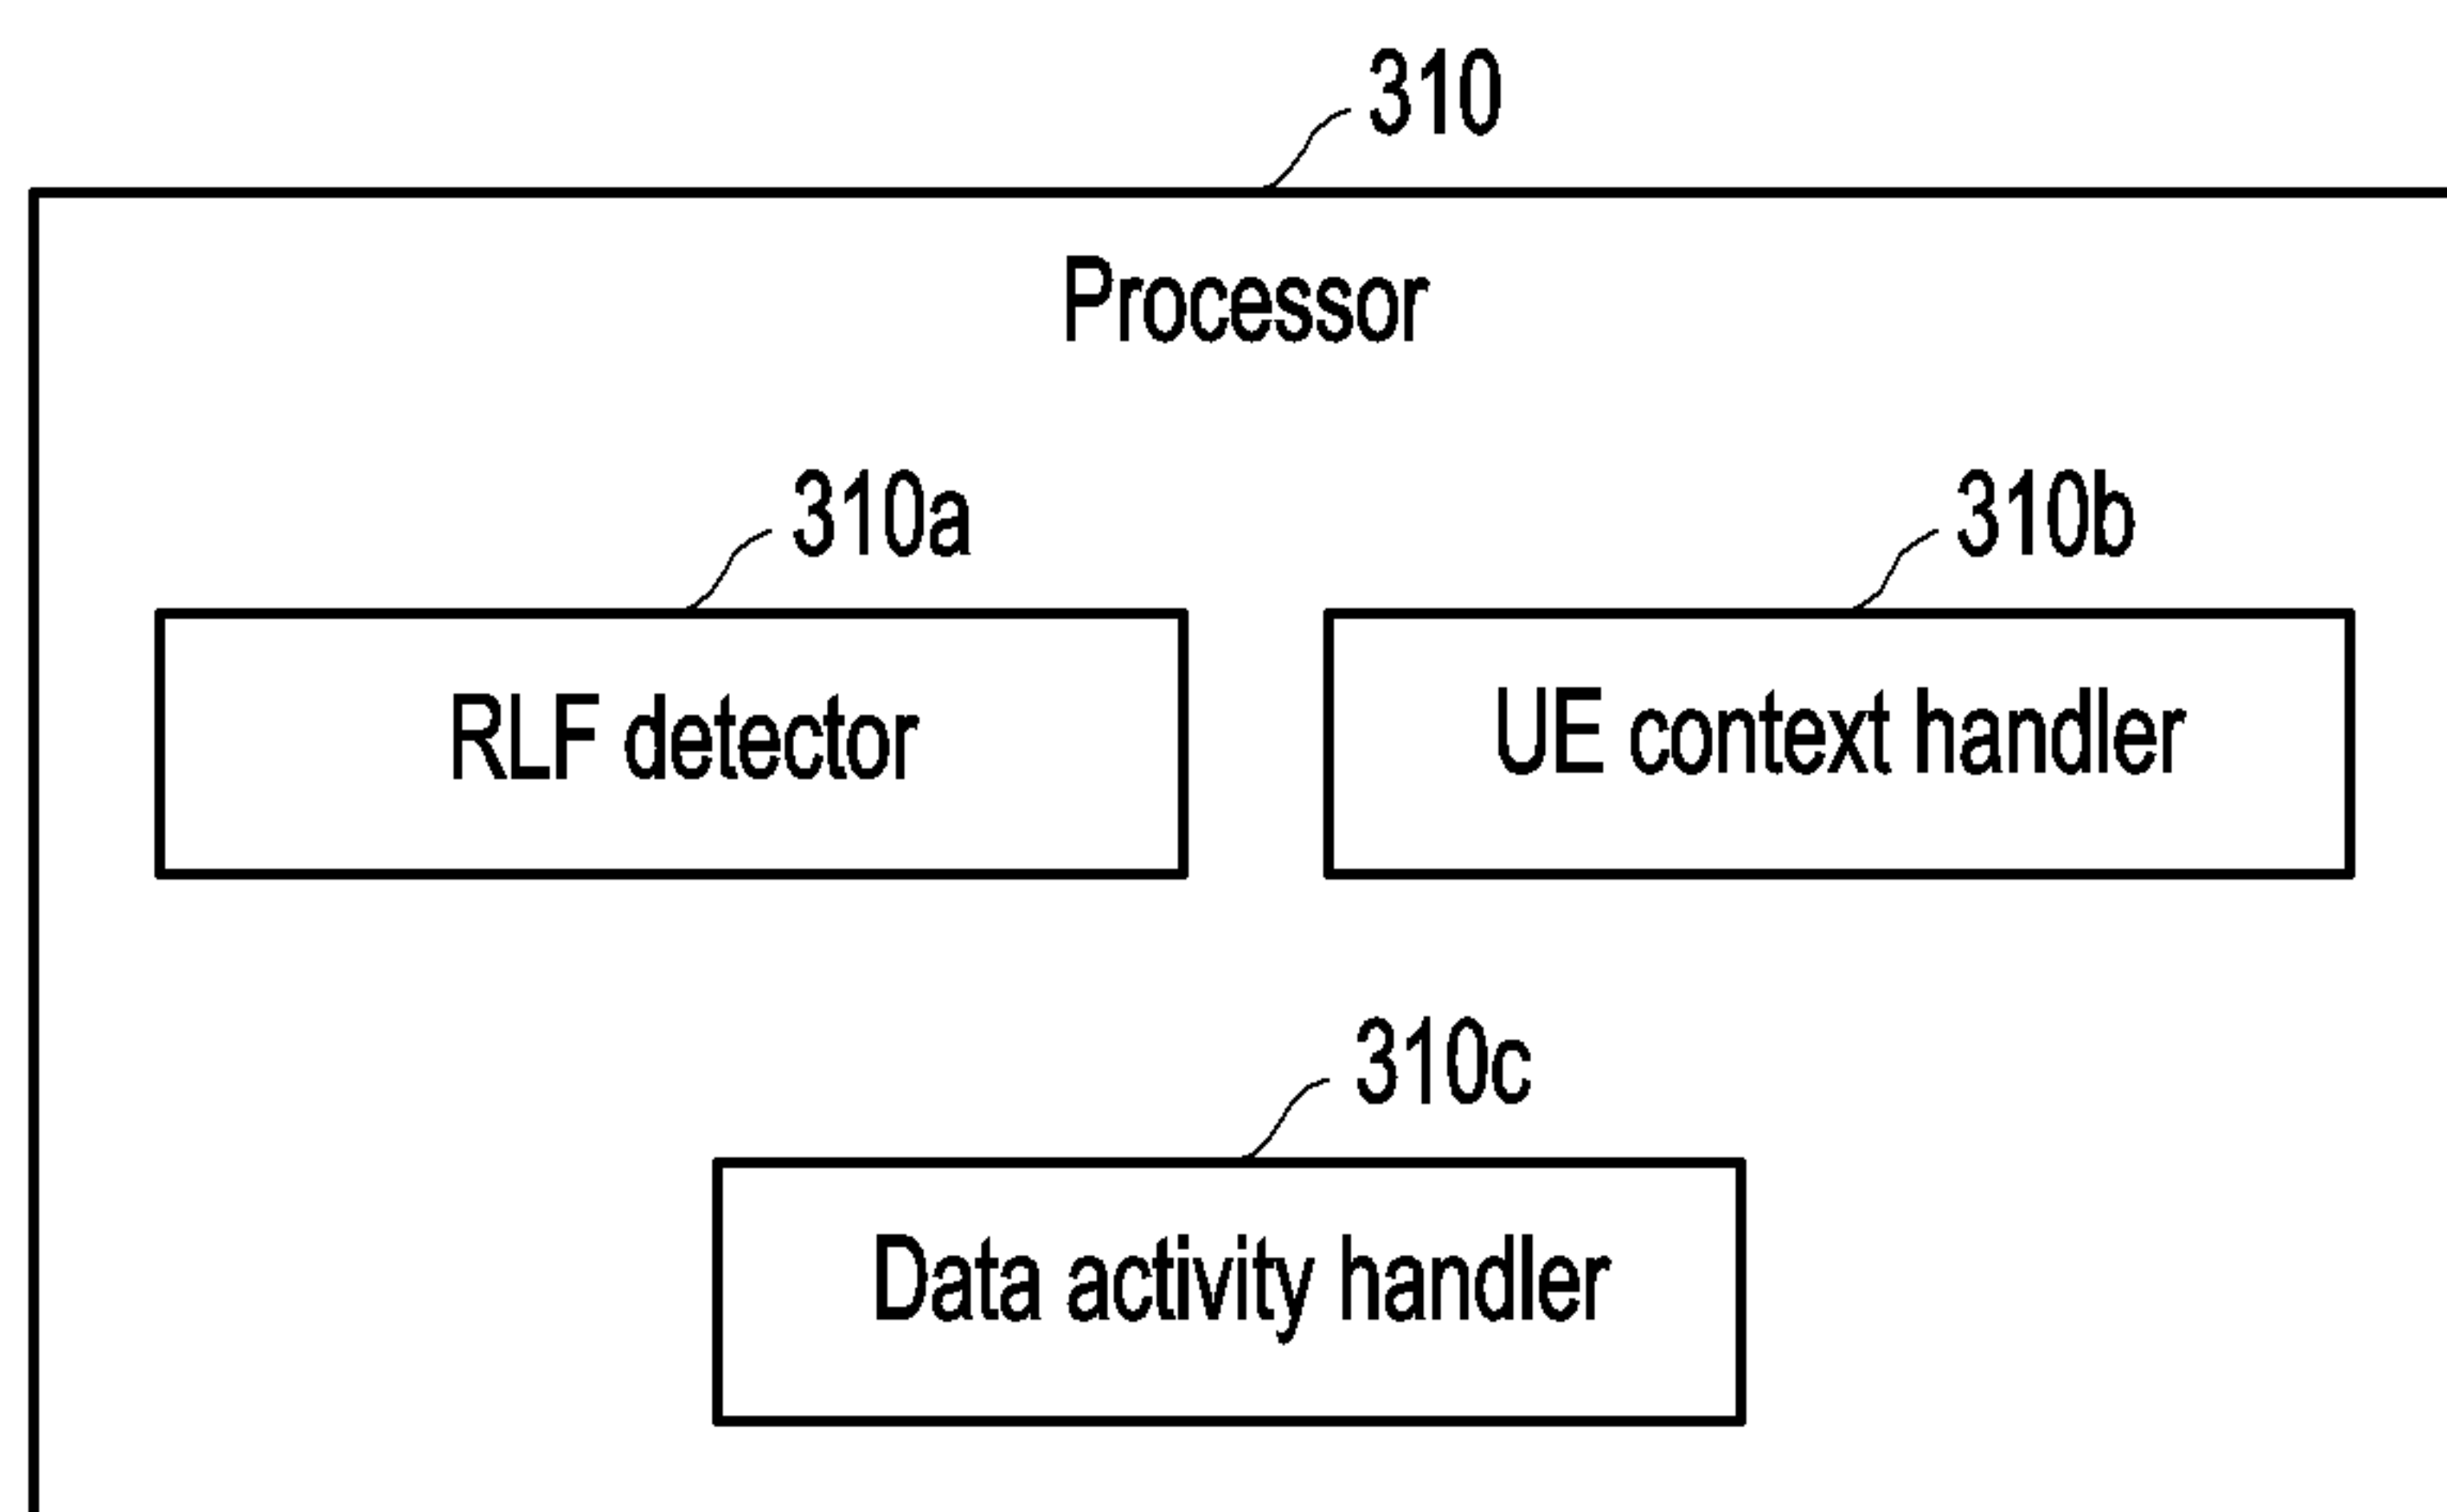 310
Processor
310a
310b
RLF detector
UE context handler
310c
Data activity handler